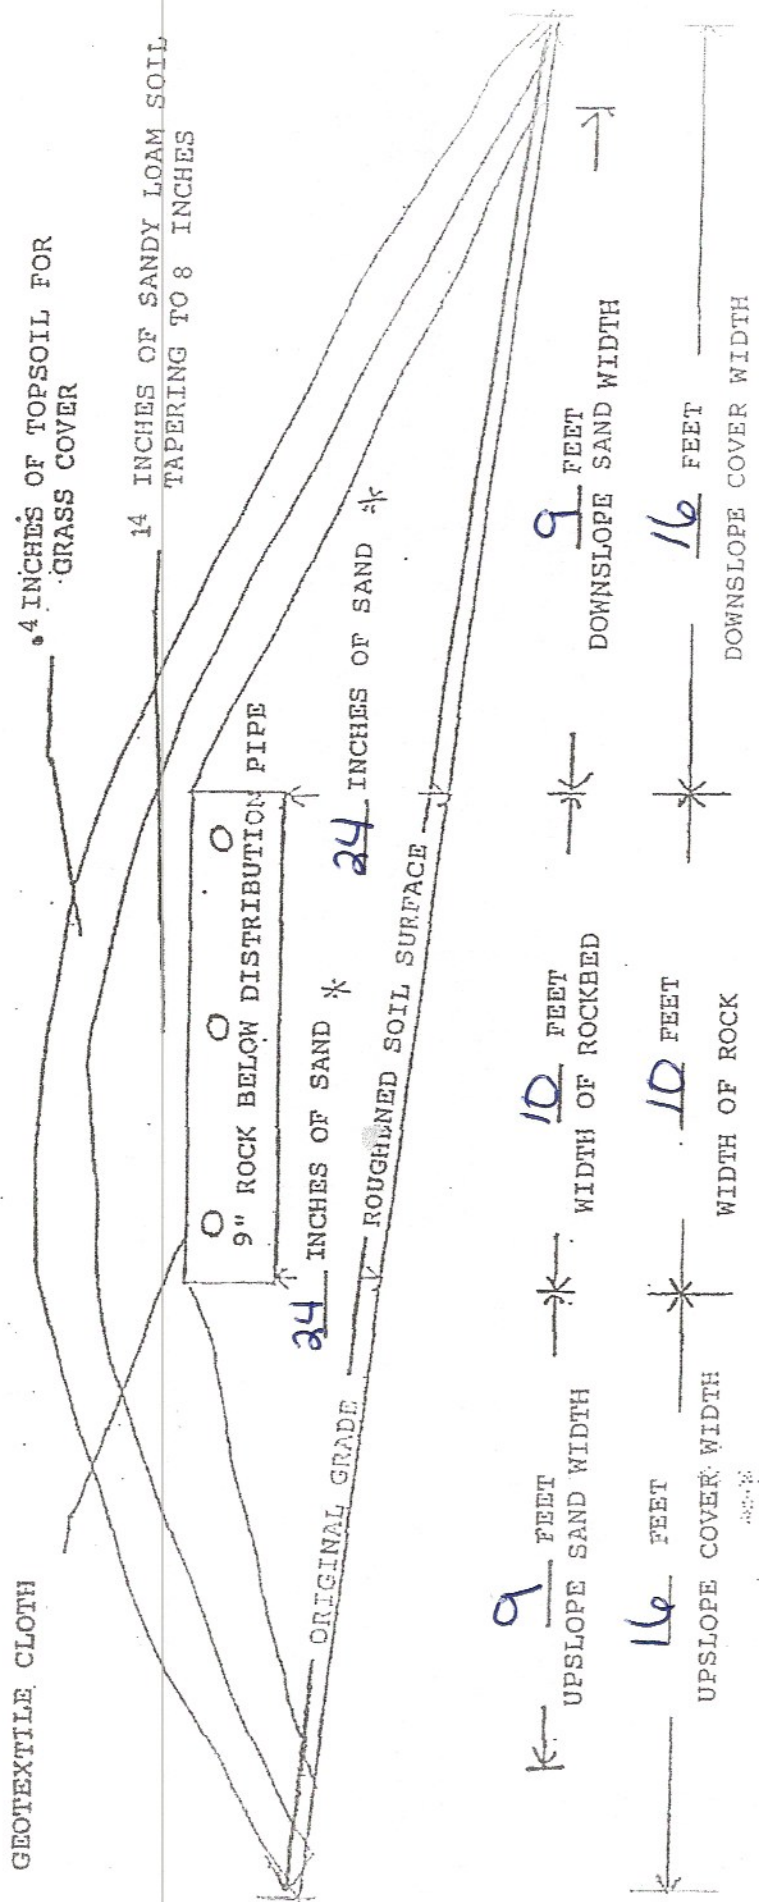 GEOTEXTILE CLOTH
4 INCHES OF TOPSOIL FOR
GRASS COVER
14 INCHES OF SANDY LOAM SOIL
TAPERING TO 8 INCHES
9" ROCK BELOW DISTRIBUTION PIPE
24 INCHES OF SAND *
24 INCHES OF SAND *
ORIGINAL GRADE
ROUGHENED SOIL SURFACE
9 FEET
UPSLOPE SAND WIDTH
10 FEET
WIDTH OF ROCKBED
9 FEET
DOWNSLOPE SAND WIDTH
16 FEET
UPSLOPE COVER WIDTH
10 FEET
WIDTH OF ROCK
16 FEET
DOWNSLOPE COVER WIDTH